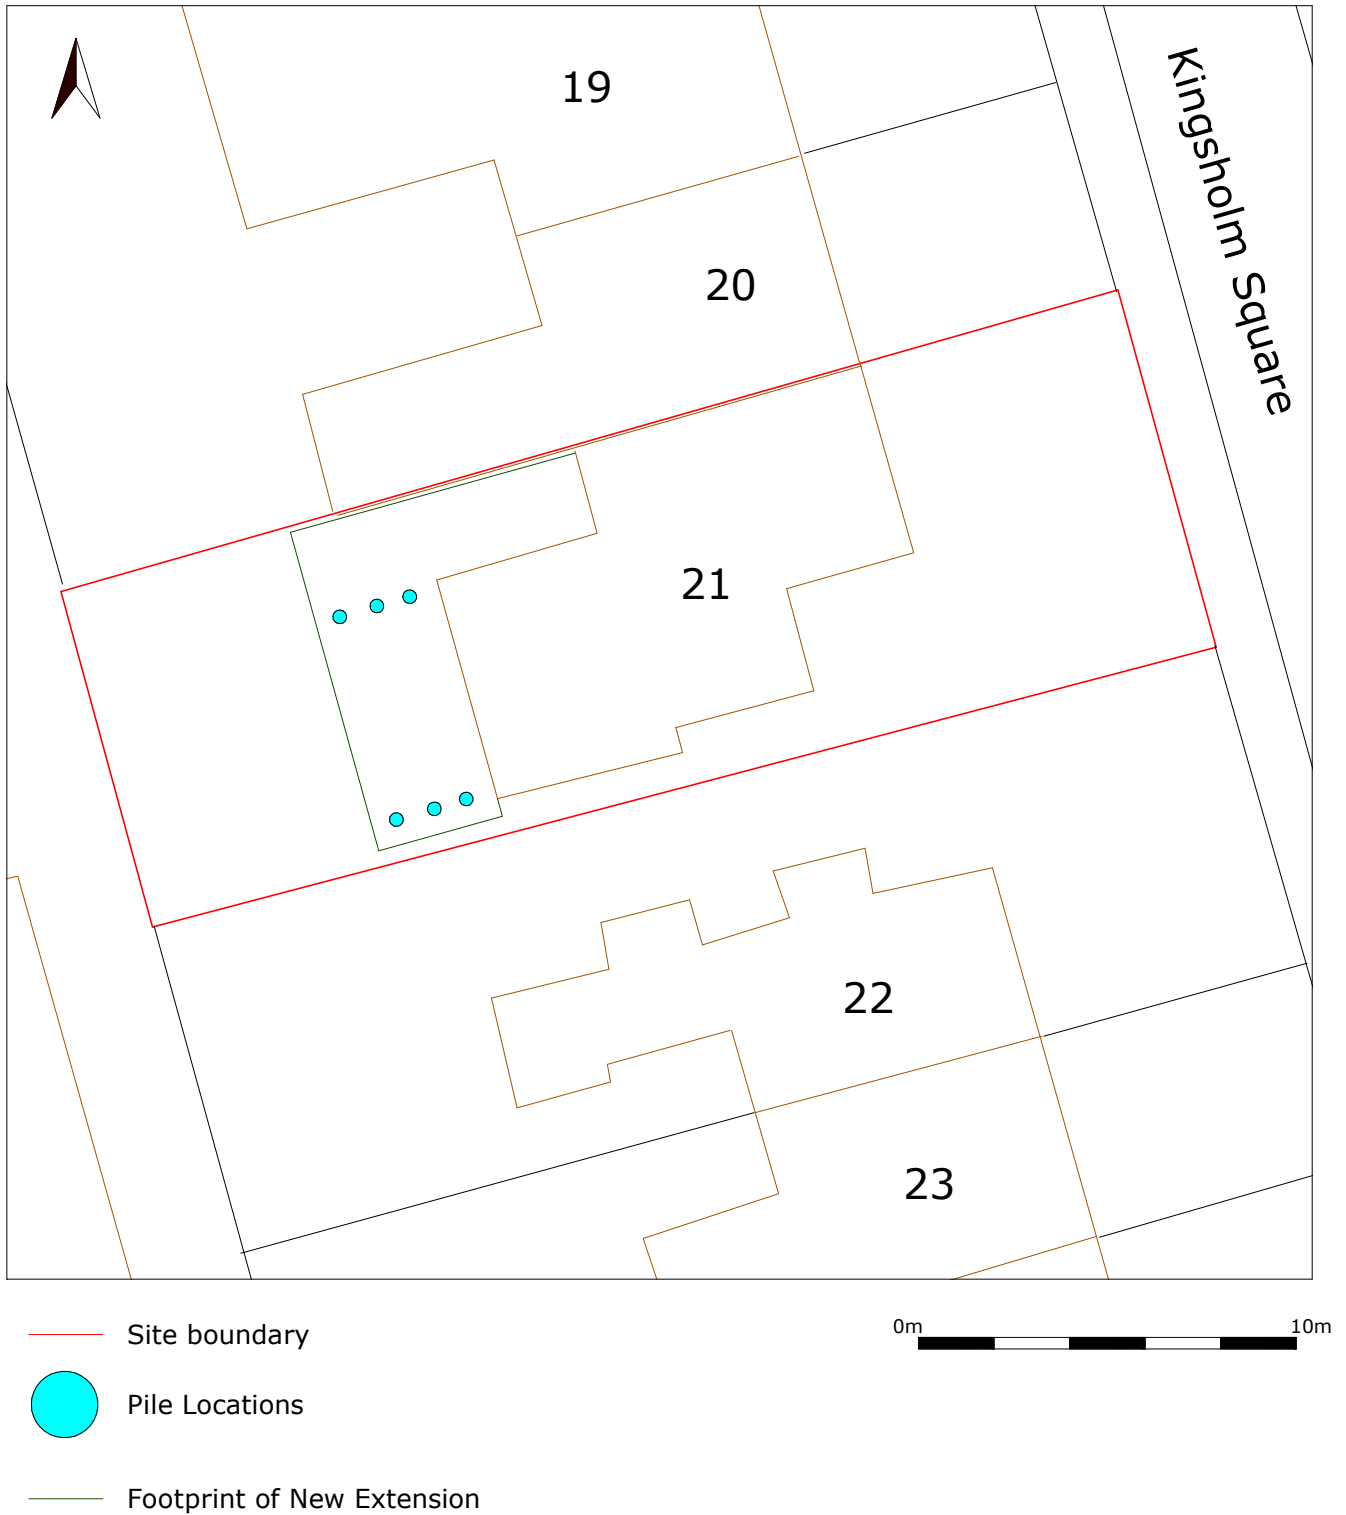 19
Kingsholm Square
20
21
22
23
0m
10m
Site boundary
Pile Locations
Footprint of New Extension